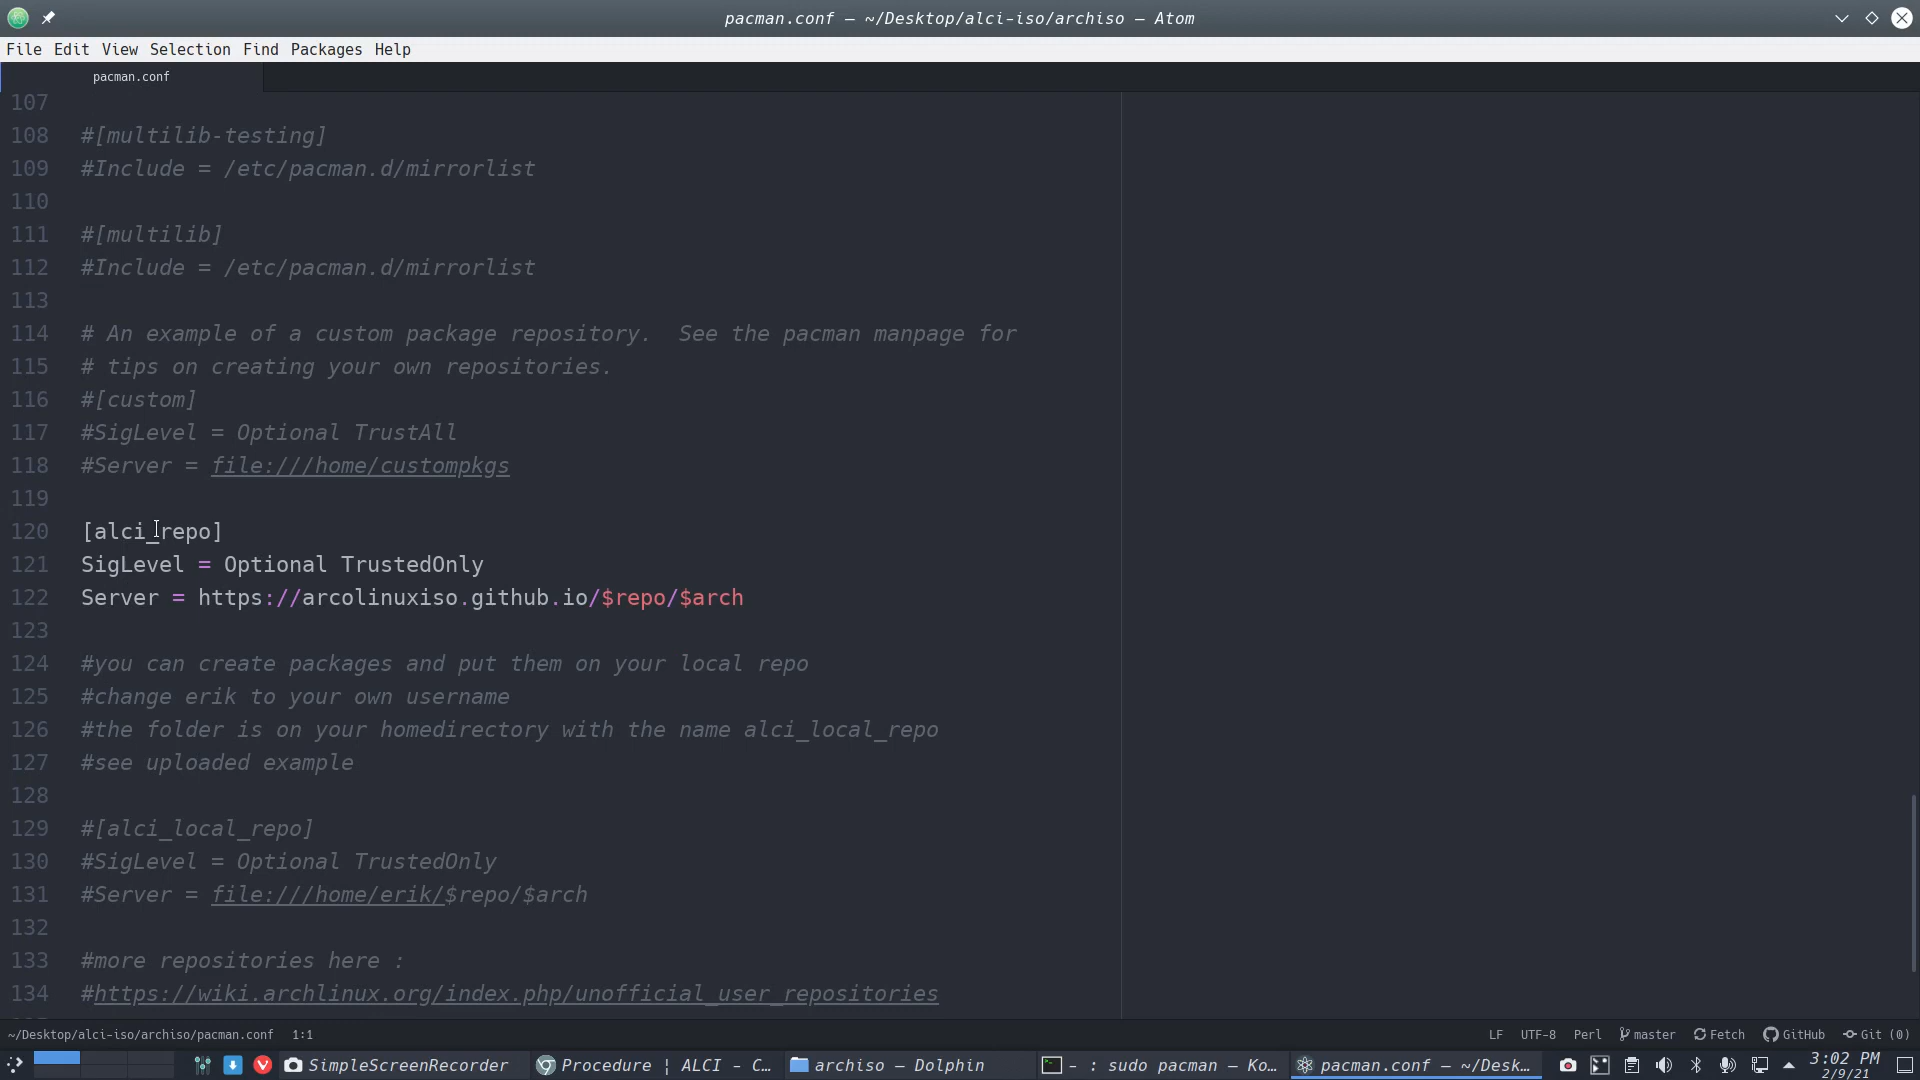 pacman.conf — ~/Desktop/alci-iso/archiso — Atom
File Edit View Selection Find Packages Help
pacman.conf
107
108 #[multilib-testing]
109 #Include = /etc/pacman.d/mirrorlist
110
111 #[multilib]
112 #Include = /etc/pacman.d/mirrorlist
113
114 # An example of a custom package repository.  See the pacman manpage for
115 # tips on creating your own repositories.
116 #[custom]
117 #SigLevel = Optional TrustAll
118 #Server = file:///home/custompkgs
119
120 [alci_repo]
121 SigLevel = Optional TrustedOnly
122 Server = https://arcolinuxiso.github.io/$repo/$arch
123
124 #you can create packages and put them on your local repo
125 #change erik to your own username
126 #the folder is on your homedirectory with the name alci_local_repo
127 #see uploaded example
128
129 #[alci_local_repo]
130 #SigLevel = Optional TrustedOnly
131 #Server = file:///home/erik/$repo/$arch
132
133 #more repositories here :
134 #https://wiki.archlinux.org/index.php/unofficial_user_repositories
~/Desktop/alci-iso/archiso/pacman.conf 1:1 LF UTF-8 Perl master Fetch GitHub Git (0)
SimpleScreenRecorder Procedure | ALCI - C... archiso — Dolphin - : sudo pacman — Ko... pacman.conf — ~/Desk... 3:02 PM
2/9/21